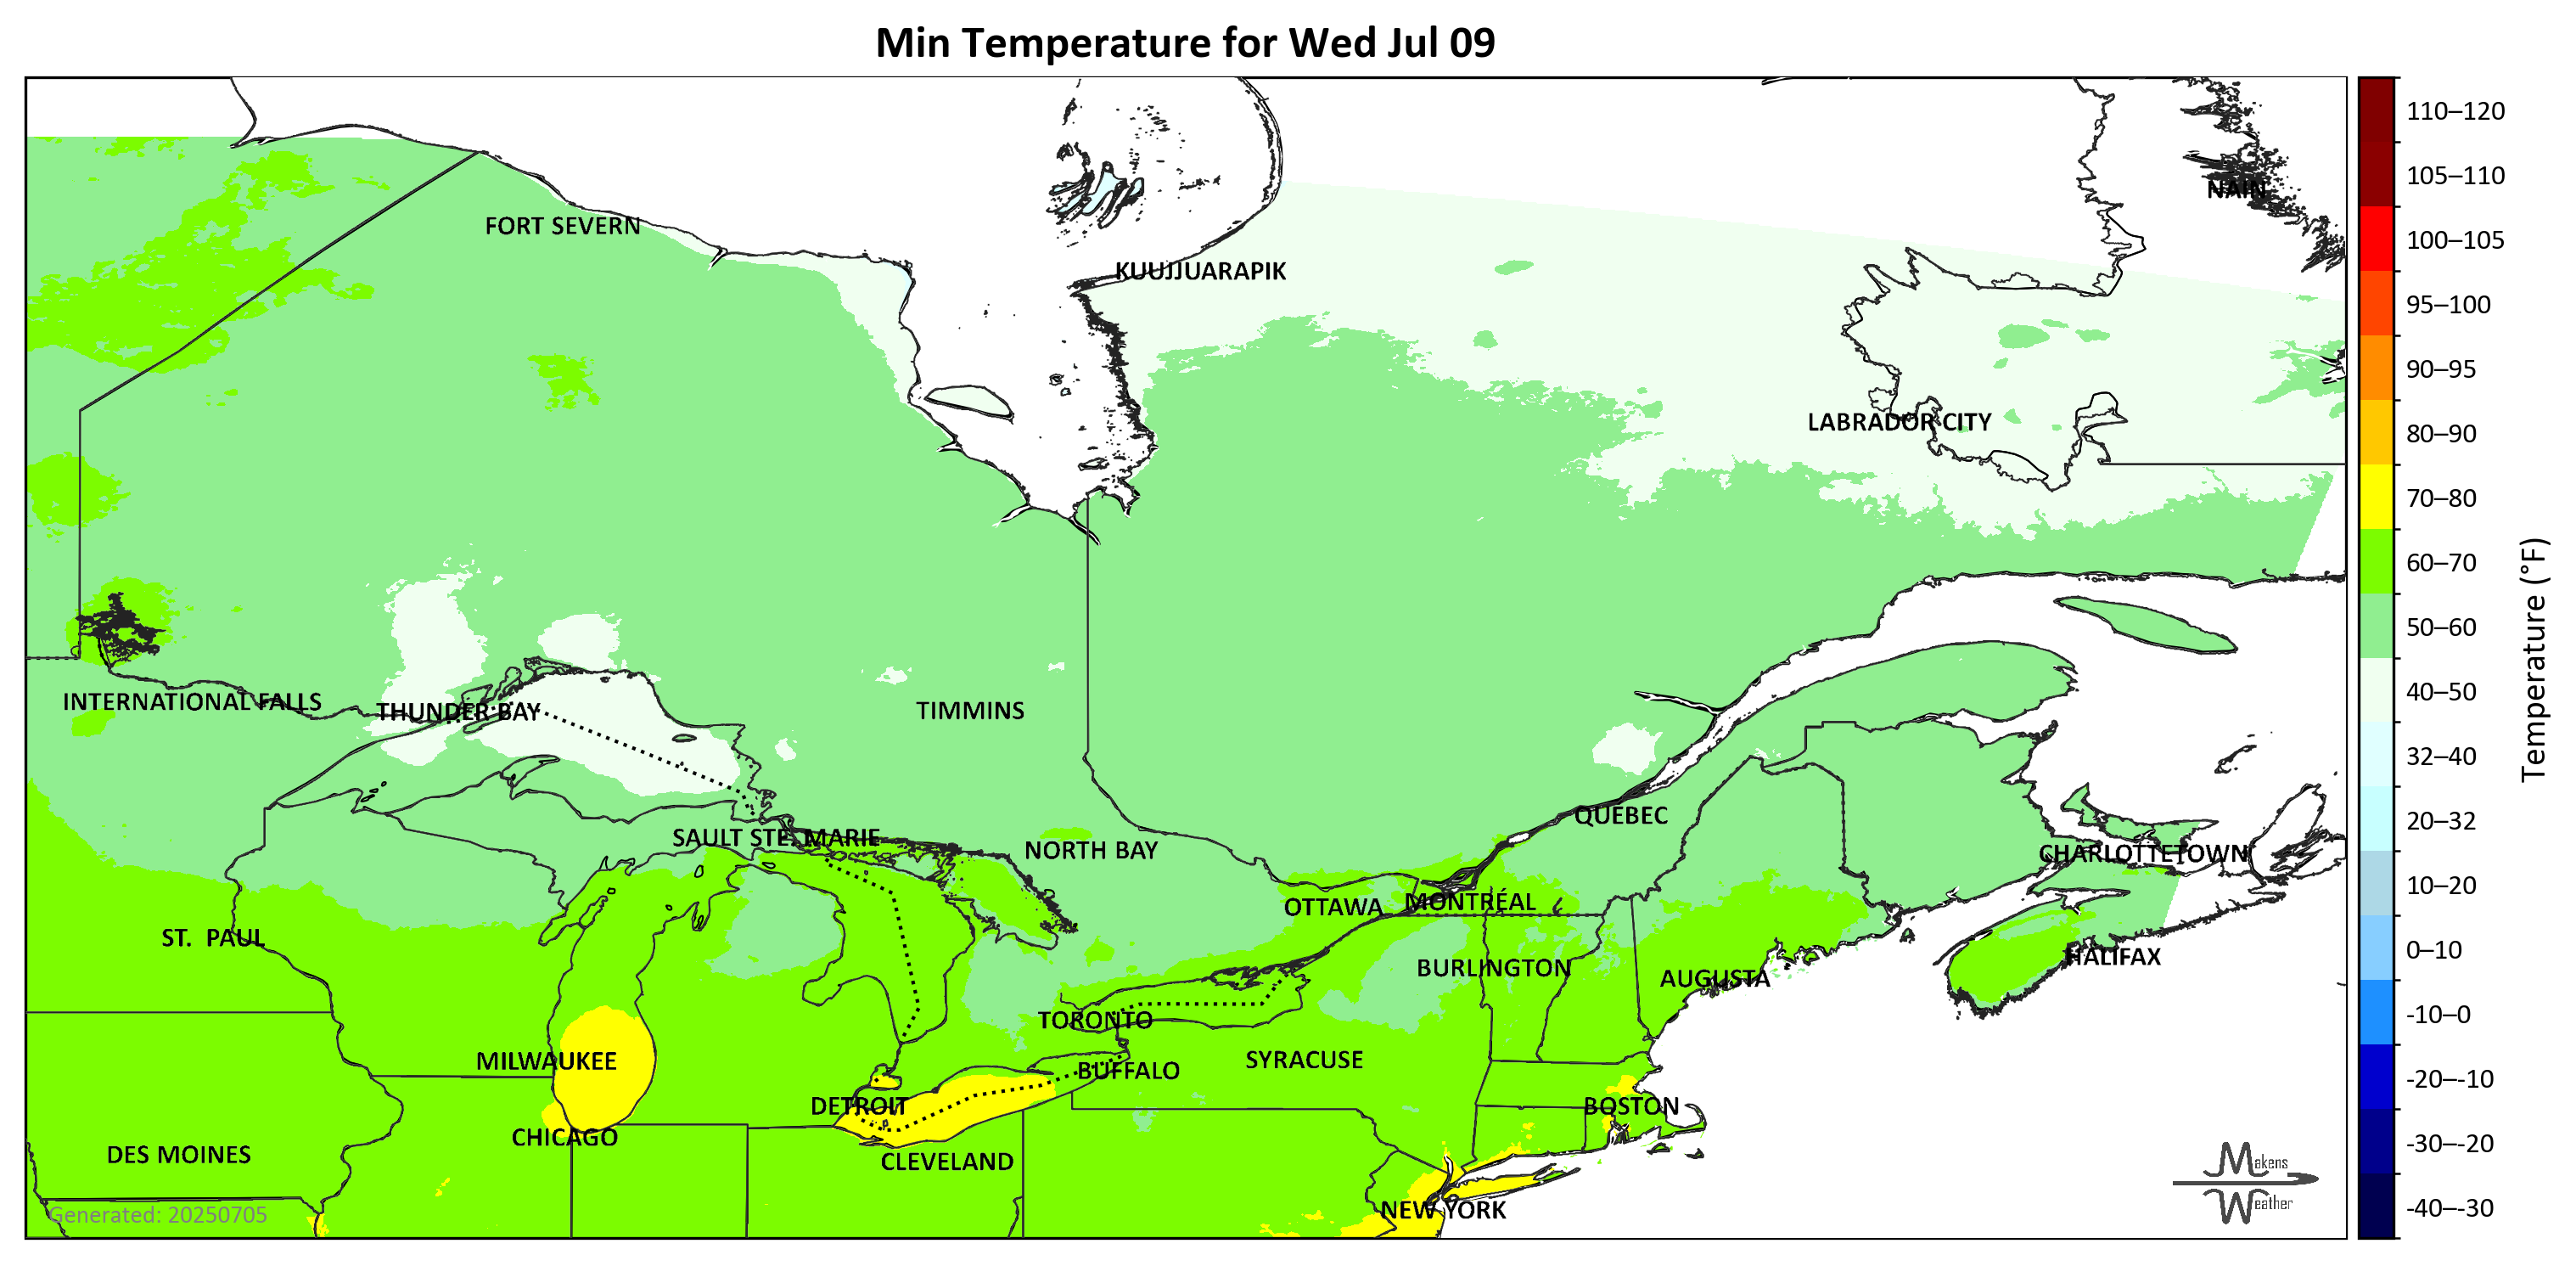 Min Temperature for Wed Jul 09
110–120
105–110
NAIN
FORT SEVERN
100–105
KUUJJUARAPIK
95–100
90–95
LABRADOR CITY
80–90
70–80
60–70
50–60
Temperature (°F)
40–50
INTERNATIONAL FALLS
THUNDER BAY
TIMMINS
32–40
QUEBEC
20–32
SAULT STE. MARIE
NORTH BAY
CHARLOTTETOWN
10–20
OTTAWA
MONTRÉAL
ST. PAUL
0–10
HALIFAX
BURLINGTON
AUGUSTA
-10–0
TORONTO
MILWAUKEE
SYRACUSE
BUFFALO
-20–-10
DETROIT
BOSTON
CHICAGO
-30–-20
DES MOINES
CLEVELAND
Makens
Weather
NEW YORK
-40–-30
Generated: 20250705